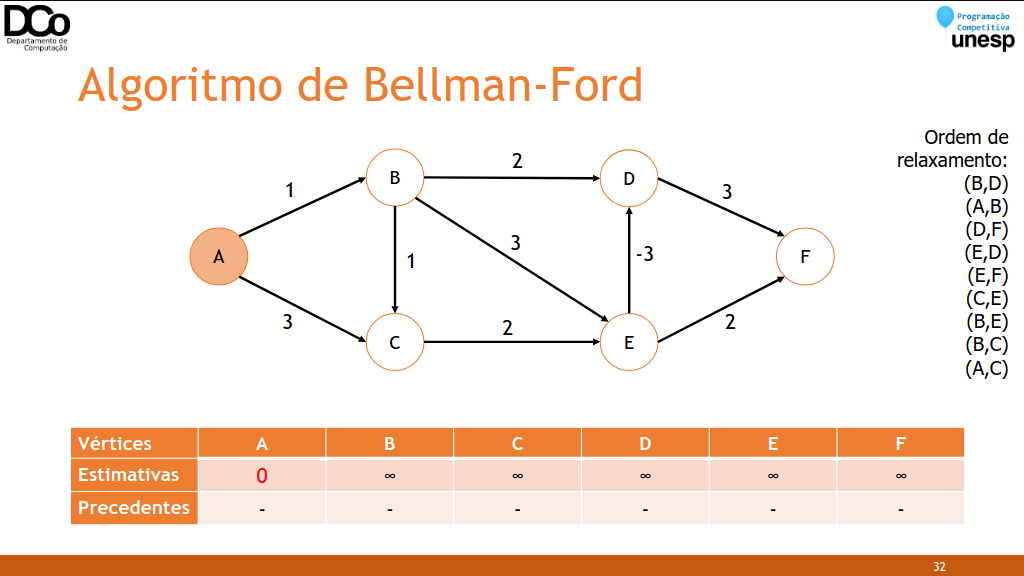 DCo
Departamento de
Computação
Programação
Competitiva
unesp
Algoritmo de Bellman-Ford
Ordem de
relaxamento:
(B,D)
(A,B)
(D,F)
(E,D)
(E,F)
(C,E)
(B,E)
(B,C)
(A,C)
1
B
2
D
3
A
1
3
-3
F
3
C
2
E
2
Vértices A B C D E F
Estimativas 0 ∞ ∞ ∞ ∞ ∞
Precedentes - - - - - -
32